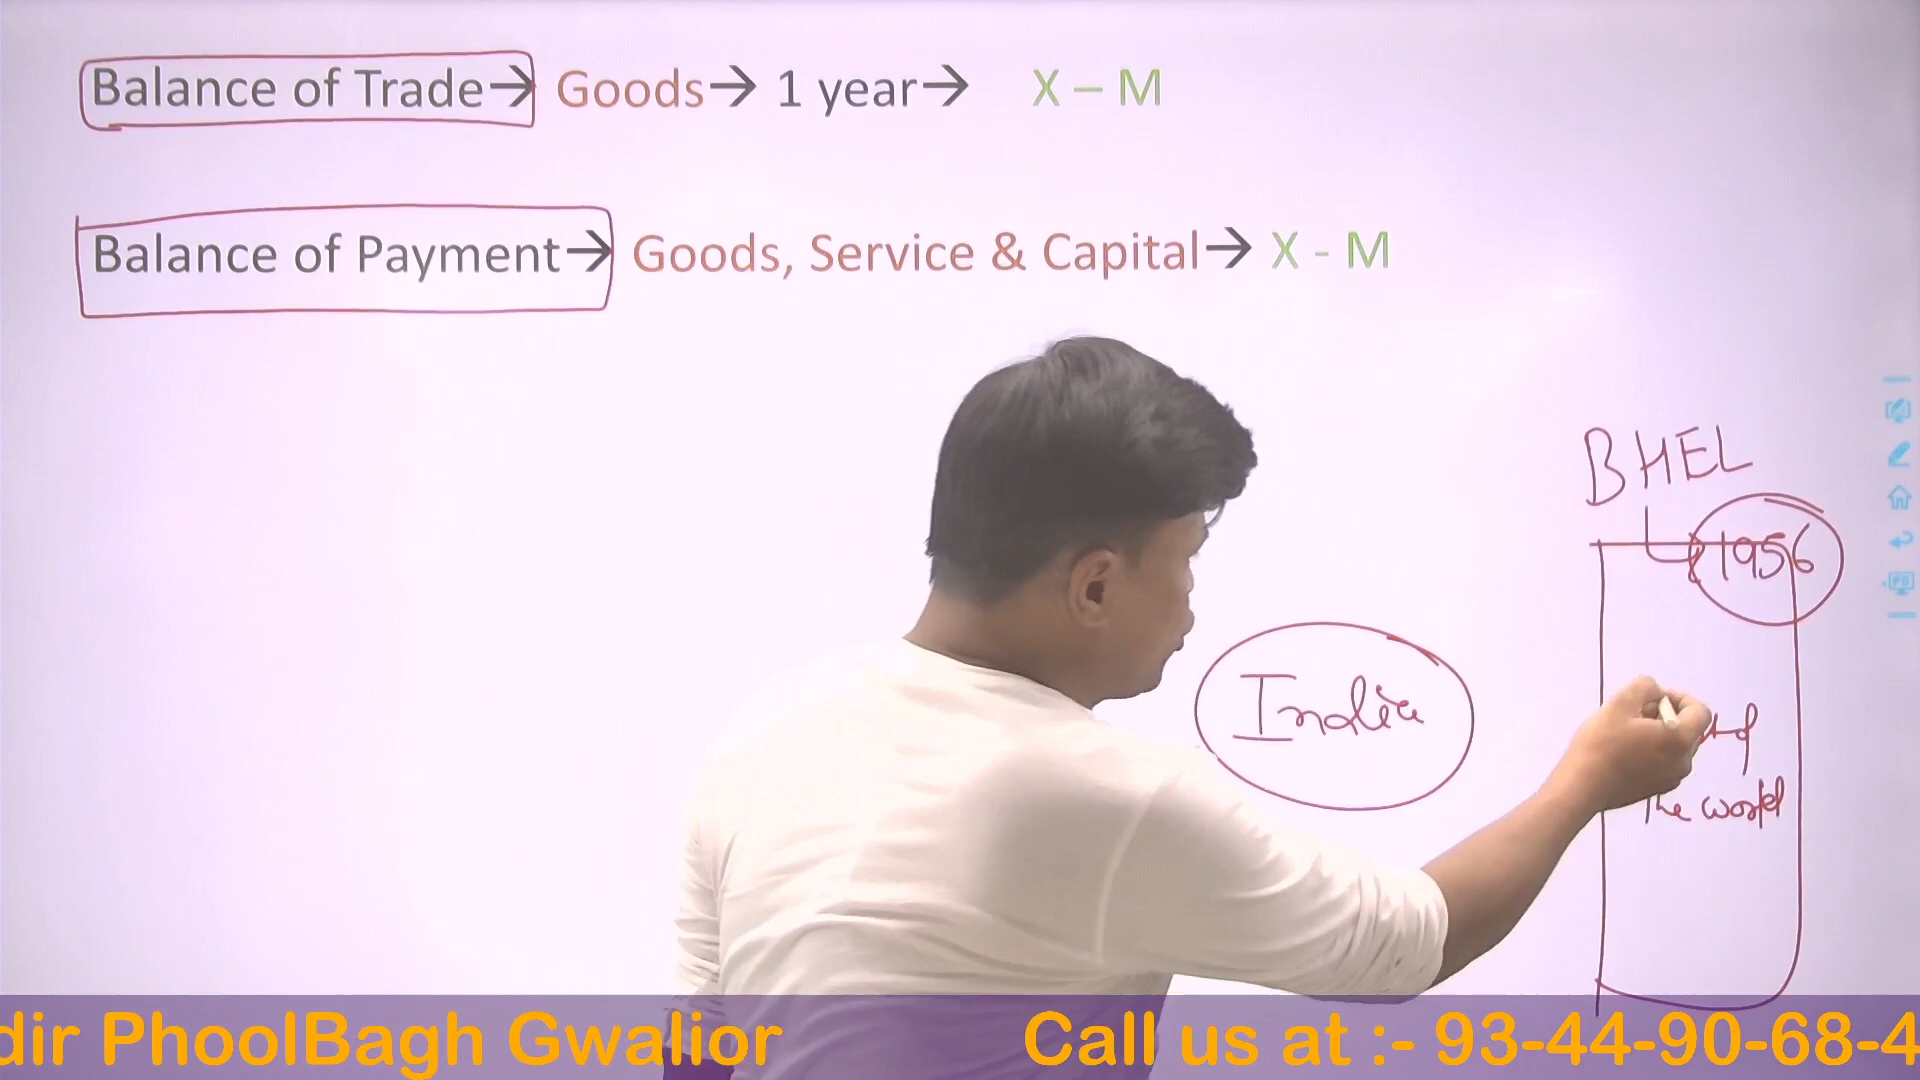 Balance of Trade→ Goods→ 1 year→ X – M
Balance of Payment→ Goods, Service & Capital→ X - M
BHEL
1956
India
The world
dir PhoolBagh Gwalior Call us at :- 93-44-90-68-4